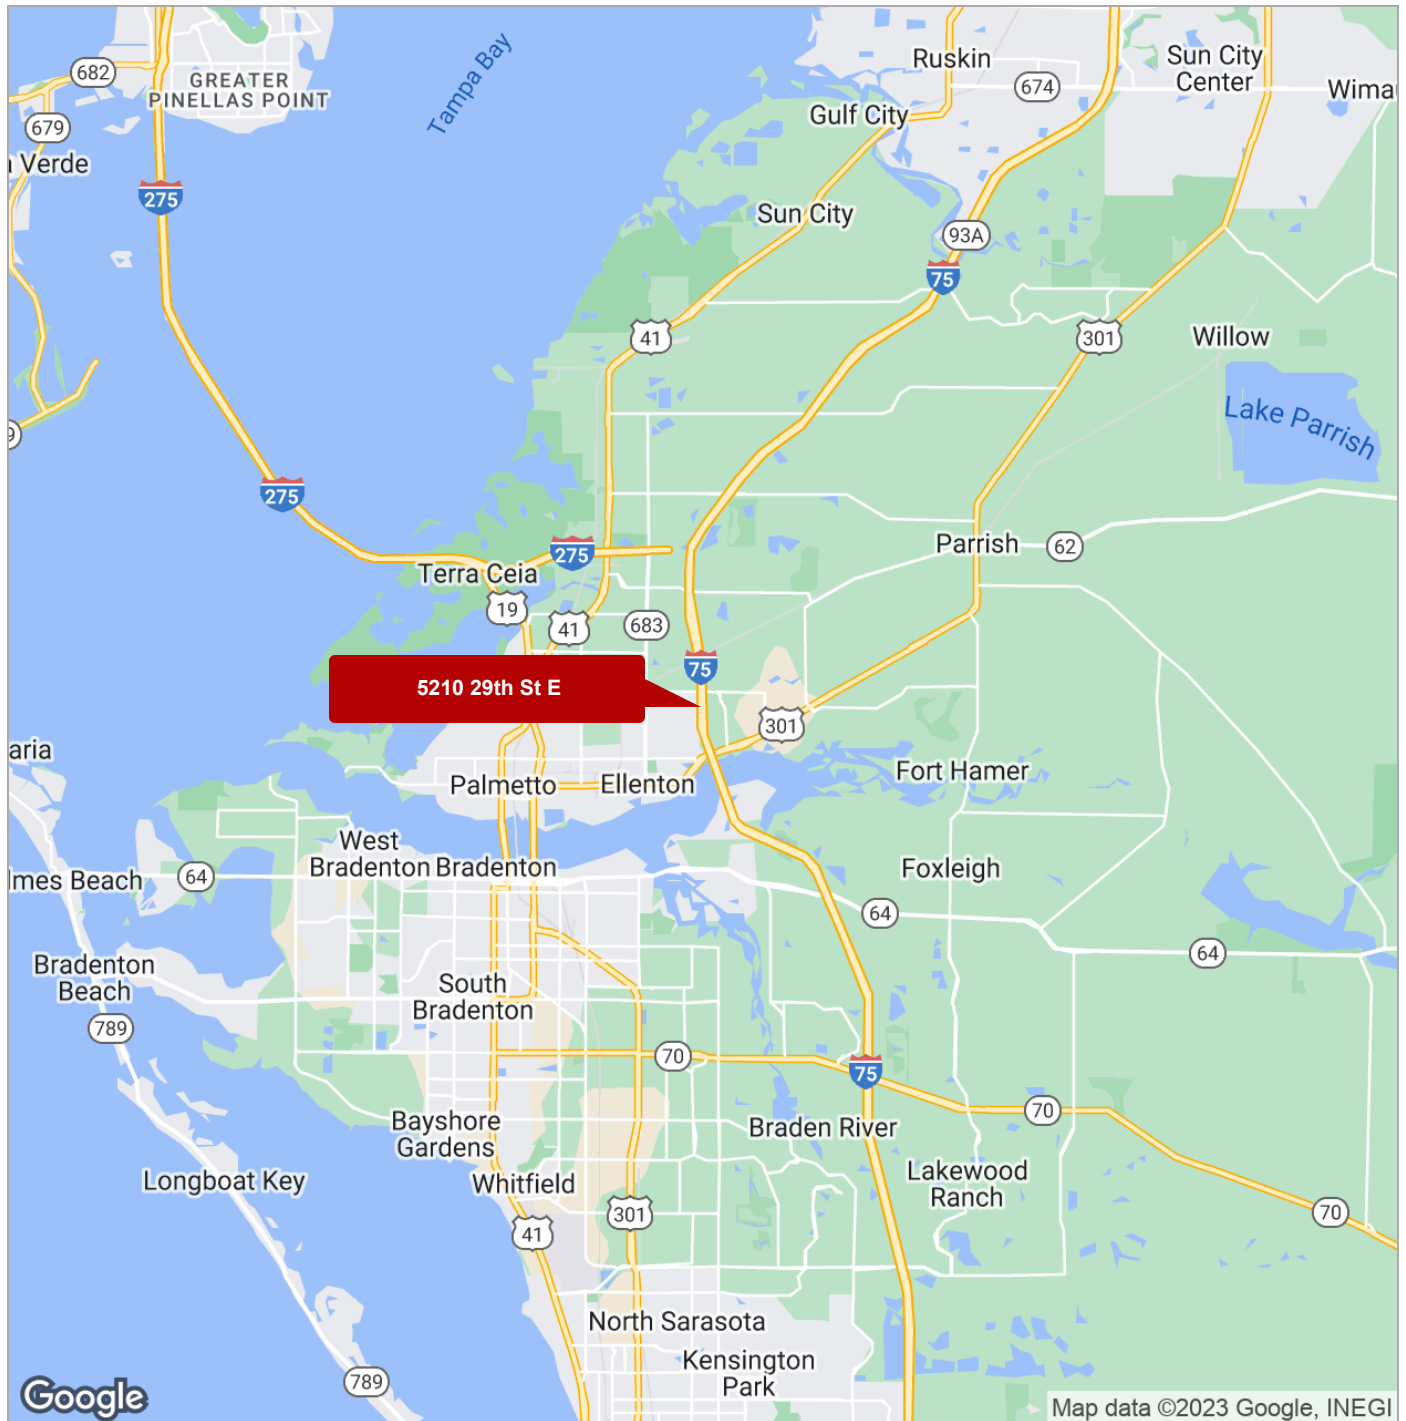 Ruskin
Sun City
Center
682
GREATER
PINELLAS POINT
Tampa Bay
674
Wima
Gulf City
679
a Verde
275
Sun City
93A
75
41
301
Willow
Lake Parrish
9
275
275
Parrish
62
Terra Ceia
19
41
683
75
5210 29th St E
301
aria
Fort Hamer
Palmetto
Ellenton
West
Bradenton
Bradenton
Foxleigh
lmes Beach
64
64
64
Bradenton
Beach
South
Bradenton
789
70
75
70
Bayshore
Gardens
Braden River
Longboat Key
Whitfield
Lakewood
Ranch
301
70
41
North Sarasota
Kensington
Park
789
Google
Map data ©2023 Google, INEGI